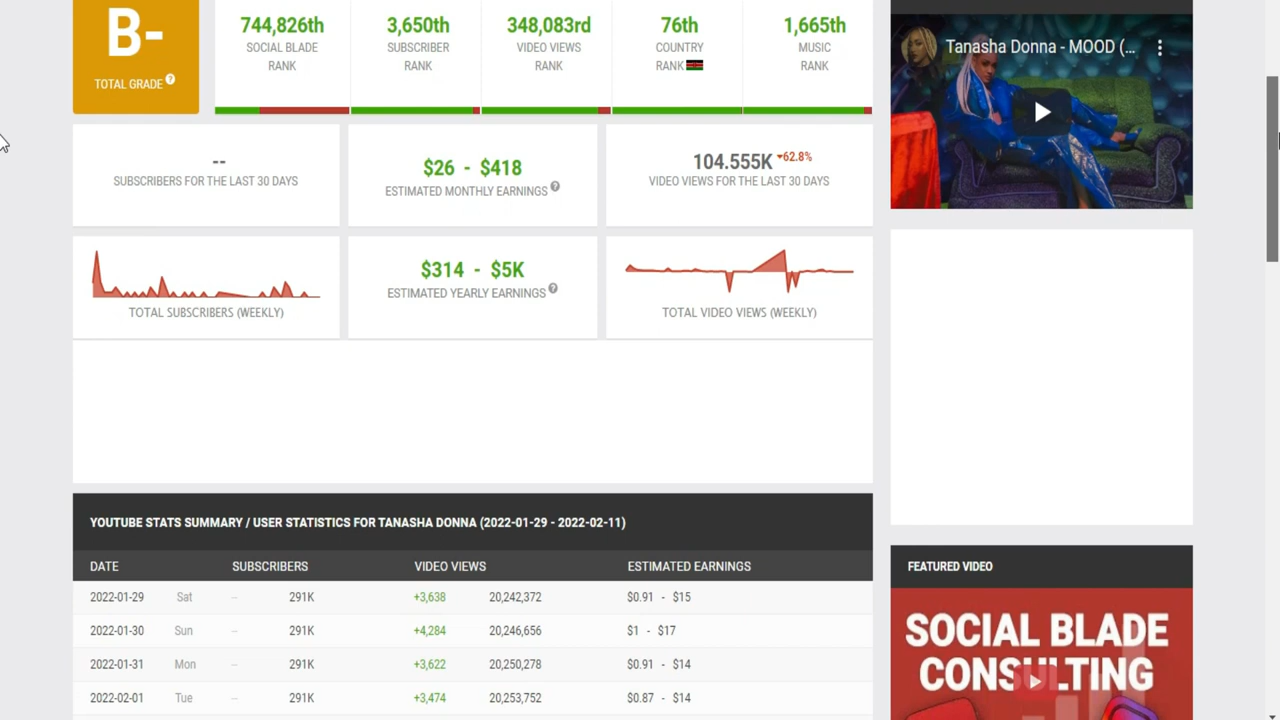 B-
TOTAL GRADE ?
744,826th
SOCIAL BLADE
RANK
3,650th
SUBSCRIBER
RANK
348,083rd
VIDEO VIEWS
RANK
76th
COUNTRY
RANK
1,665th
MUSIC
RANK
Tanasha Donna - MOOD (...
--
SUBSCRIBERS FOR THE LAST 30 DAYS
$26 - $418
ESTIMATED MONTHLY EARNINGS ?
104.555K 62.8%
VIDEO VIEWS FOR THE LAST 30 DAYS
TOTAL SUBSCRIBERS (WEEKLY)
$314 - $5K
ESTIMATED YEARLY EARNINGS ?
TOTAL VIDEO VIEWS (WEEKLY)
YOUTUBE STATS SUMMARY / USER STATISTICS FOR TANASHA DONNA (2022-01-29 - 2022-02-11)
DATE SUBSCRIBERS VIDEO VIEWS ESTIMATED EARNINGS
2022-01-29 Sat -- 291K +3,638 20,242,372 $0.91 - $15
2022-01-30 Sun -- 291K +4,284 20,246,656 $1 - $17
2022-01-31 Mon -- 291K +3,622 20,250,278 $0.91 - $14
2022-02-01 Tue -- 291K +3,474 20,253,752 $0.87 - $14
FEATURED VIDEO
SOCIAL BLADE
CONSULTING